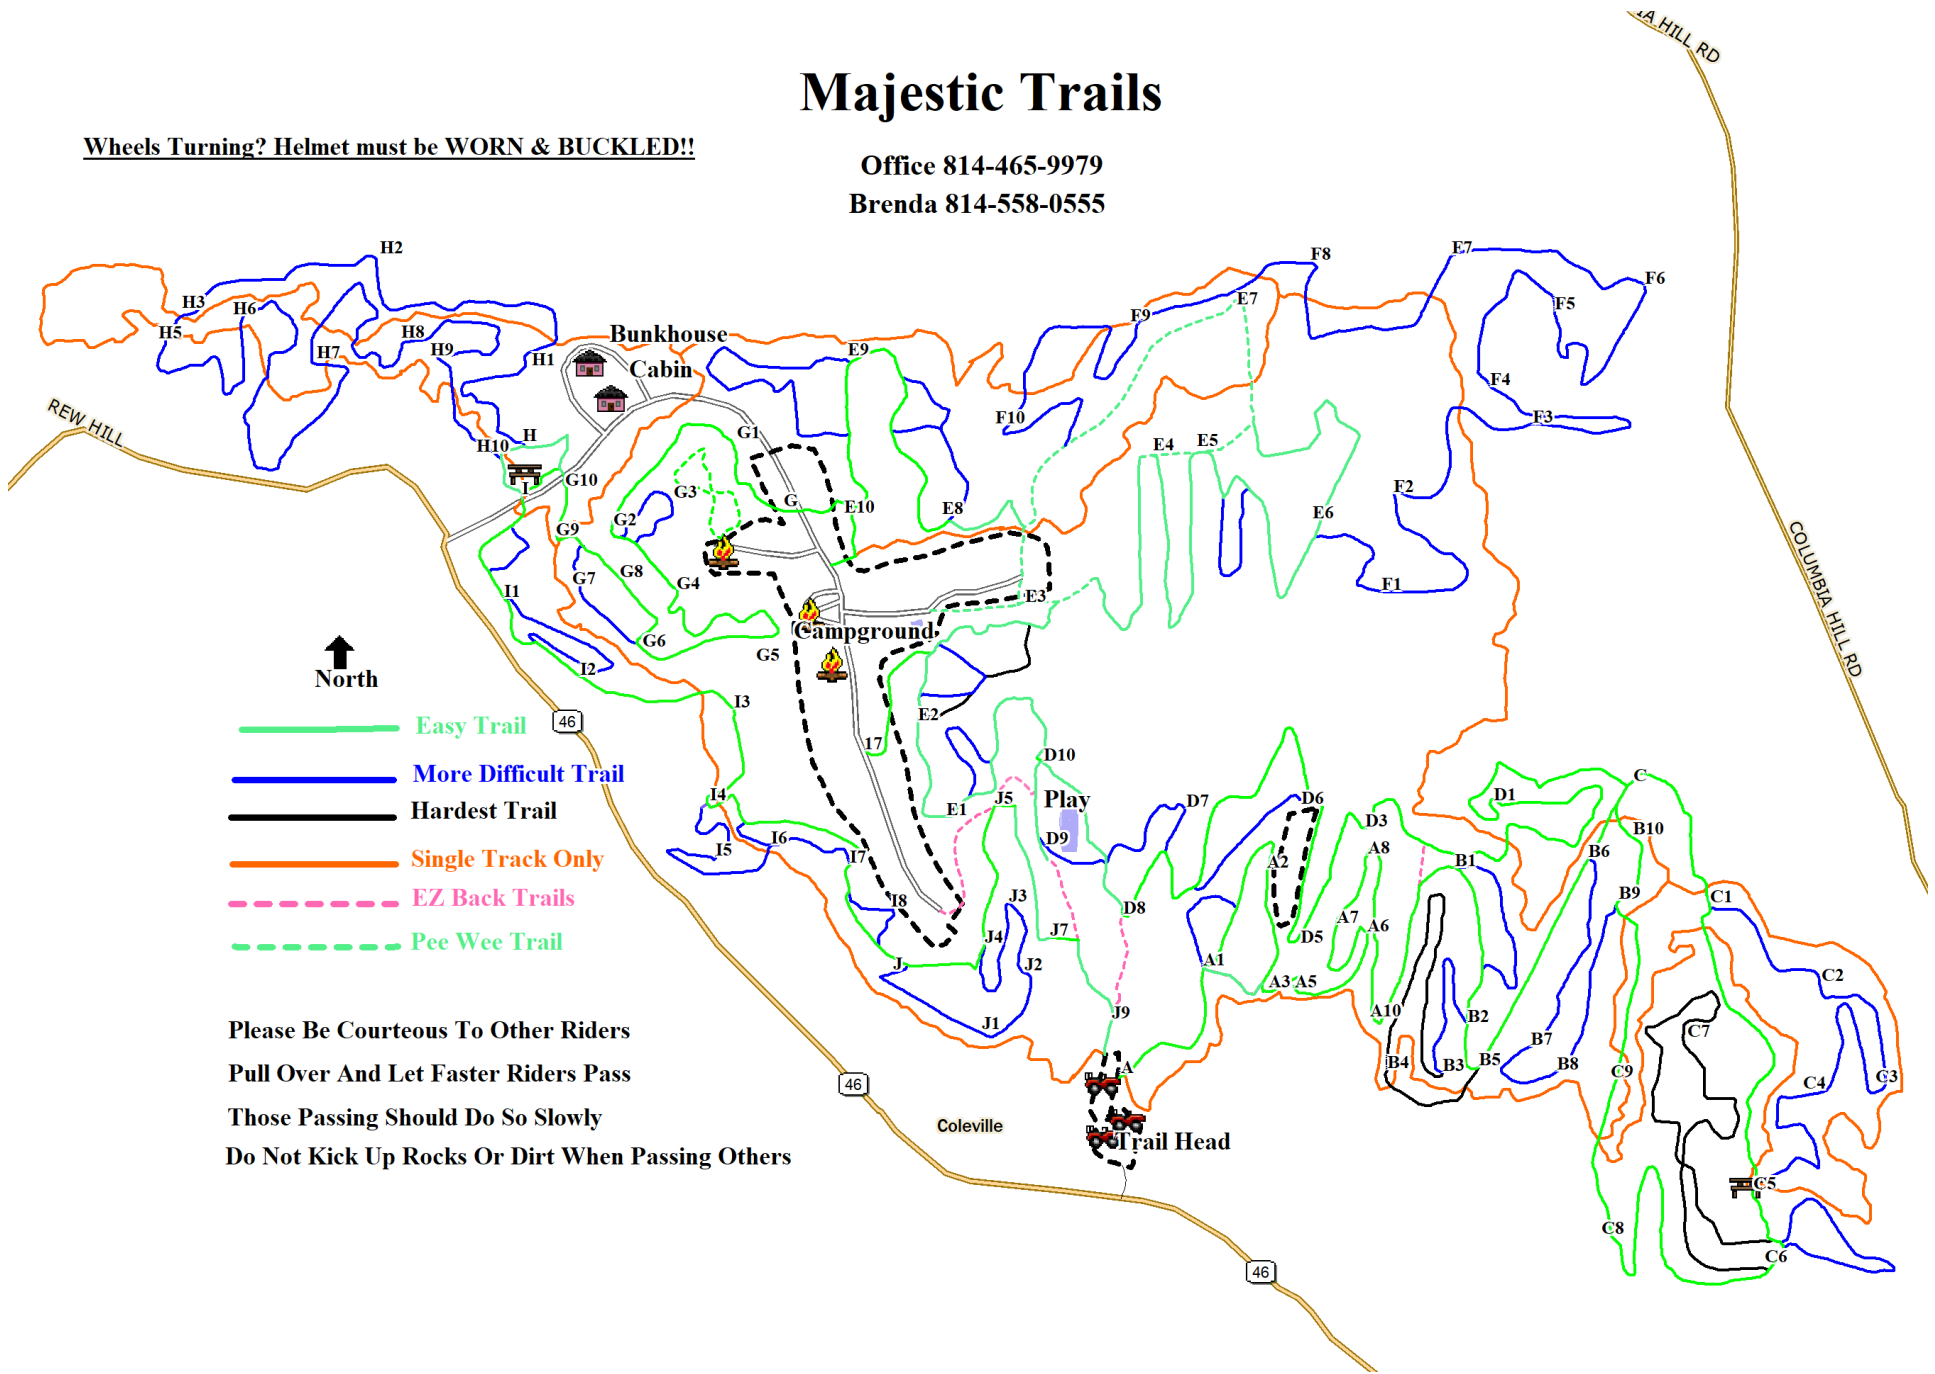 IA HILL RD
Majestic Trails
Wheels Turning? Helmet must be WORN & BUCKLED!!
Office 814-465-9979
Brenda 814-558-0555
H2
F8
E7
F6
H3
H6
E7
F5
F9
H5
H8
Bunkhouse
H7
H9
H1
Cabin
E9
F4
REW HILL
F10
F3
H
G1
E4
E5
H10
I
G10
G3
G
E10
E8
F2
G2
G9
E6
COLUMBIA HILL RD
G7
G8
G4
F1
I1
E3
Campground
G6
G5
I2
North
I3
46
E2
Easy Trail
17
D10
More Difficult Trail
I4
E1
J5
Play
D7
D6
D1
C
Hardest Trail
D3
B10
I6
D9
Single Track Only
I5
I7
A2
A8
B1
B6
EZ Back Trails
I8
J3
D8
B9
C1
A7
A6
Pee Wee Trail
J4
J7
D5
J
J2
A1
A3
A5
C2
Please Be Courteous To Other Riders
J1
J9
A10
B2
C7
B7
Pull Over And Let Faster Riders Pass
46
A
B4
B3
B5
B8
C9
C4
C3
Those Passing Should Do So Slowly
Coleville
Trail Head
Do Not Kick Up Rocks Or Dirt When Passing Others
C5
C8
C6
46